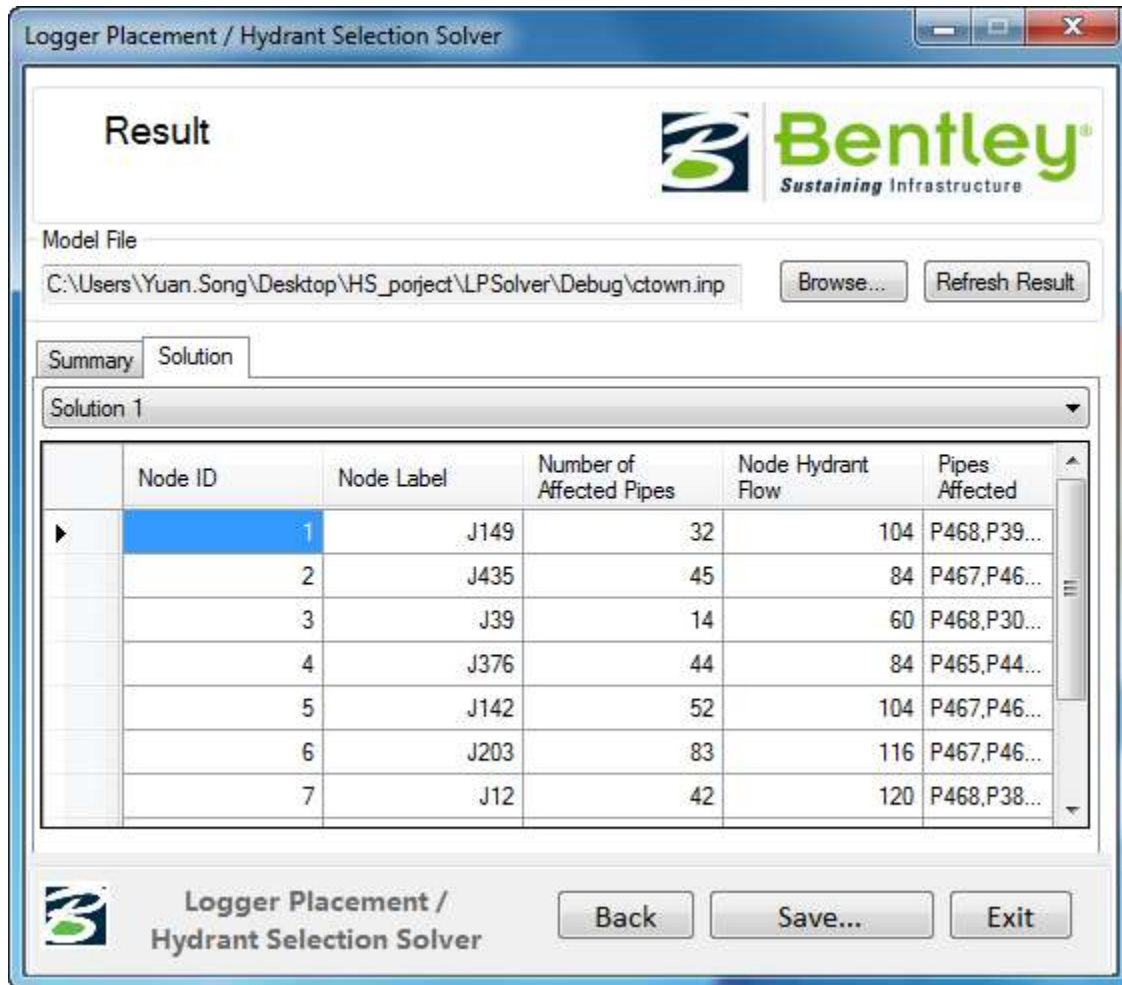 Logger Placement / Hydrant Selection Solver
Result
Bentley®
Sustaining Infrastructure
Model File
C:\Users\Yuan.Song\Desktop\HS_porject\LPSolver\Debug\ctown.inp Browse... Refresh Result
Summary Solution
Solution 1
Node ID Node Label Number of Affected Pipes Node Hydrant Flow Pipes Affected
1 J149 32 104 P468,P39...
2 J435 45 84 P467,P46...
3 J39 14 60 P468,P30...
4 J376 44 84 P465,P44...
5 J142 52 104 P467,P46...
6 J203 83 116 P467,P46...
7 J12 42 120 P468,P38...
Logger Placement /
Hydrant Selection Solver
Back Save... Exit